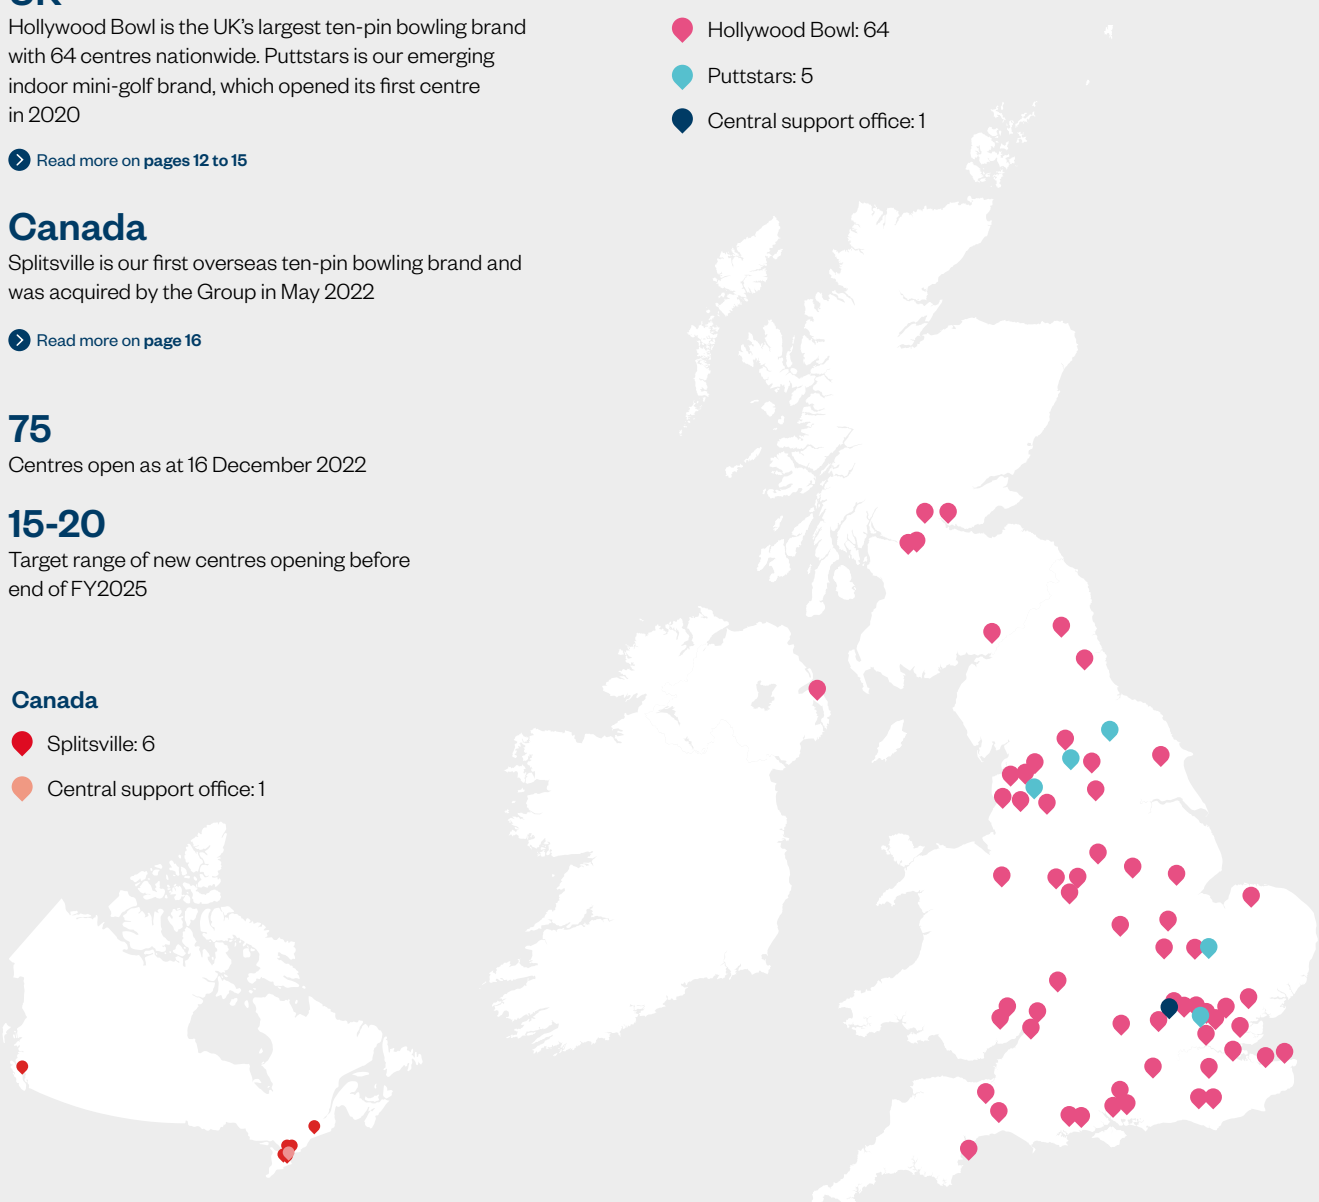 UK
Hollywood Bowl is the UK’s largest ten-pin bowling brand
with 64 centres nationwide. Puttstars is our emerging
indoor mini-golf brand, which opened its first centre
in 2020
Read more on pages 12 to 15
Canada
Splitsville is our first overseas ten-pin bowling brand and
was acquired by the Group in May 2022
Read more on page 16
75
Centres open as at 16 December 2022
15-20
Target range of new centres opening before
end of FY2025
Canada
Splitsville: 6
Central support office: 1
Hollywood Bowl: 64
Puttstars: 5
Central support office: 1